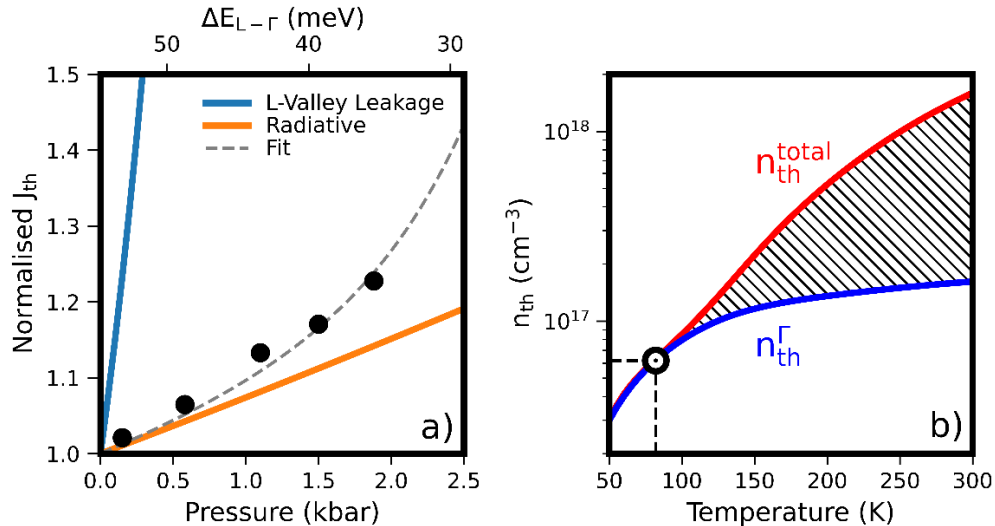 ΔE_L−Γ (meV)
50 40 30
1.5
1.4
1.3
1.2
1.1
1.0
Normalised J_th
L-Valley Leakage
Radiative
Fit
a)
0.0 0.5 1.0 1.5 2.0 2.5
Pressure (kbar)
10^18
10^17
n_th (cm^−3)
n_th^total
n_th^Γ
b)
50 100 150 200 250 300
Temperature (K)